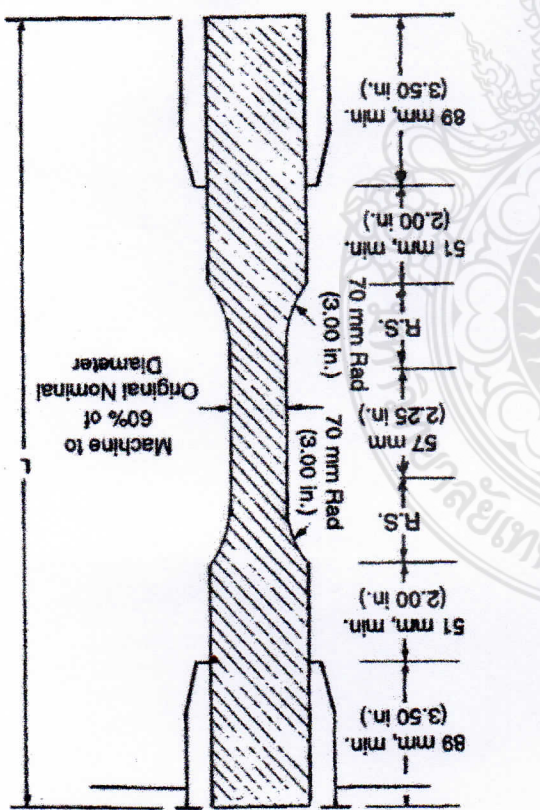 89 mm, min.
(3.50 in.)
51 mm, min.
(2.00 in.)
R.S.
57 mm
(2.25 in.)
R.S.
51 mm, min.
(2.00 in.)
89 mm, min.
(3.50 in.)
70 mm Rad
(3.00 in.)
70 mm Rad
(3.00 in.)
Machine to
60% of
Original Nominal
Diameter
L